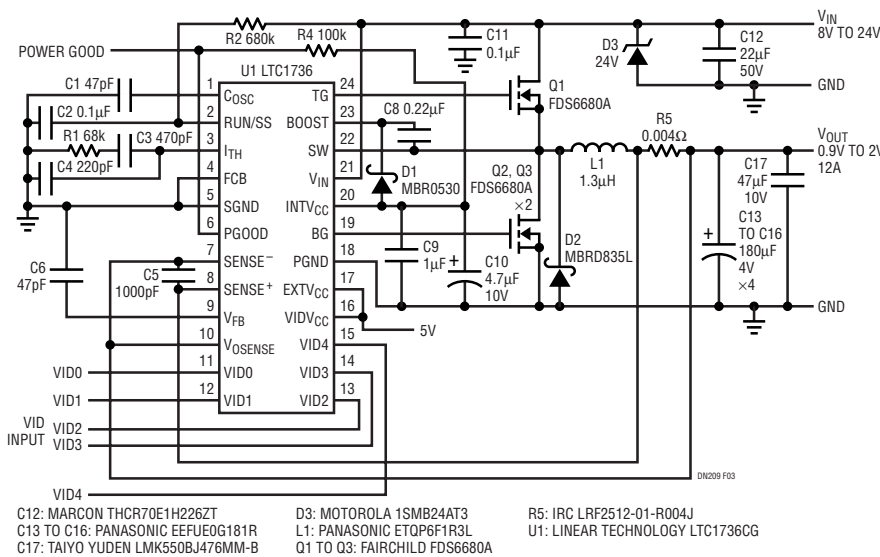 R2 680k
R4 100k
POWER GOOD
C11
0.1µF
D3
24V
C12
22µF
50V
VIN
8V TO 24V
GND
U1 LTC1736
C1 47pF
C2 0.1µF
R1 68k
C3 470pF
C4 220pF
C6
47pF
C5
1000pF
1
2
3
4
5
6
7
8
9
10
11
12
COSC
RUN/SS
ITH
FCB
SGND
PGOOD
SENSE−
SENSE+
VFB
VOSENSE
VID0
VID1
TG
BOOST
SW
VIN
INTVCC
BG
PGND
EXTVCC
VIDVCC
VID4
VID3
VID2
24
23
22
21
20
19
18
17
16
15
14
13
C8 0.22µF
D1
MBR0530
Q1
FDS6680A
Q2, Q3
FDS6680A
×2
L1
1.3µH
R5
0.004Ω
D2
MBRD835L
C9
1µF
+
C10
4.7µF
10V
5V
VOUT
0.9V TO 2V
12A
C17
47µF
10V
+
C13
TO C16
180µF
4V
×4
GND
VID0
VID1
VID
INPUT
VID2
VID3
VID4
DN209 F03
C12: MARCON THCR70E1H226ZT
C13 TO C16: PANASONIC EEFUE0G181R
C17: TAIYO YUDEN LMK550BJ476MM-B
D3: MOTOROLA 1SMB24AT3
L1: PANASONIC ETQP6F1R3L
Q1 TO Q3: FAIRCHILD FDS6680A
R5: IRC LRF2512-01-R004J
U1: LINEAR TECHNOLOGY LTC1736CG